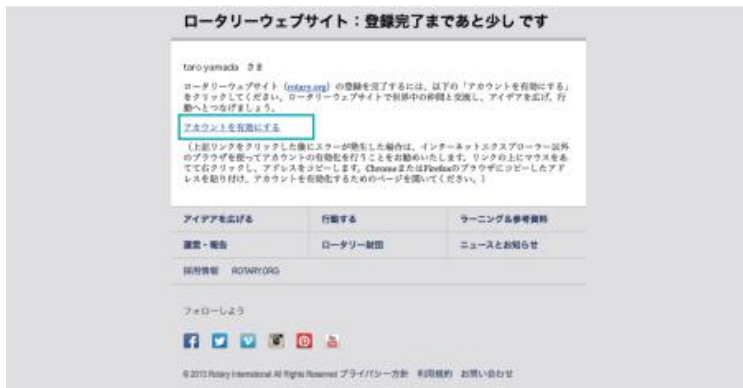 ロータリーウェブサイト：登録完了まであと少しです
taro yamada さま
ロータリーウェブサイト（rotary.org）の登録を完了するには、以下の「アカウントを有効にする」
をクリックしてください。ロータリーウェブサイトで世界中の仲間と交流し、アイデアを広げ、行
動へとつなげましょう。
アカウントを有効にする
（上記リンクをクリックした後にエラーが発生した場合は、インターネットエクスプローラー以外
のブラウザを使ってアカウントの有効化を行うことをお勧めいたします。リンクの上にマウスをあ
てて右クリックし、アドレスをコピーします。ChromeまたはFirefoxのブラウザにコピーしたアド
レスを貼り付け、アカウントを有効化するためのページを開いてください。）
アイデアを広げる 行動する ラーニング＆参考資料
運営・報告 ロータリー財団 ニュースとお知らせ
採用情報 ROTARY.ORG
フォローしよう
© 2013 Rotary International. All Rights Reserved プライバシー方針 利用規約 お問い合わせ